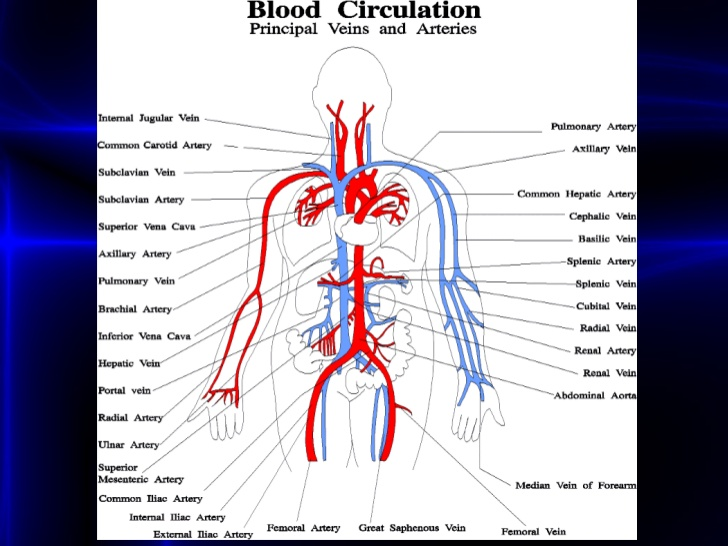 Blood Circulation
Principal Veins and Arteries
Internal Jugular Vein
Common Carotid Artery
Subclavian Vein
Subclavian Artery
Superior Vena Cava
Axillary Artery
Pulmonary Vein
Brachial Artery
Inferior Vena Cava
Hepatic Vein
Portal vein
Radial Artery
Ulnar Artery
Superior
Mesenteric Artery
Common Iliac Artery
Internal Iliac Artery
External Iliac Artery
Femoral Artery
Great Saphenous Vein
Femoral Vein
Pulmonary Artery
Axillary Vein
Common Hepatic Artery
Cephalic Vein
Basilic Vein
Splenic Artery
Splenic Vein
Cubital Vein
Radial Vein
Renal Artery
Renal Vein
Abdominal Aorta
Median Vein of Forearm